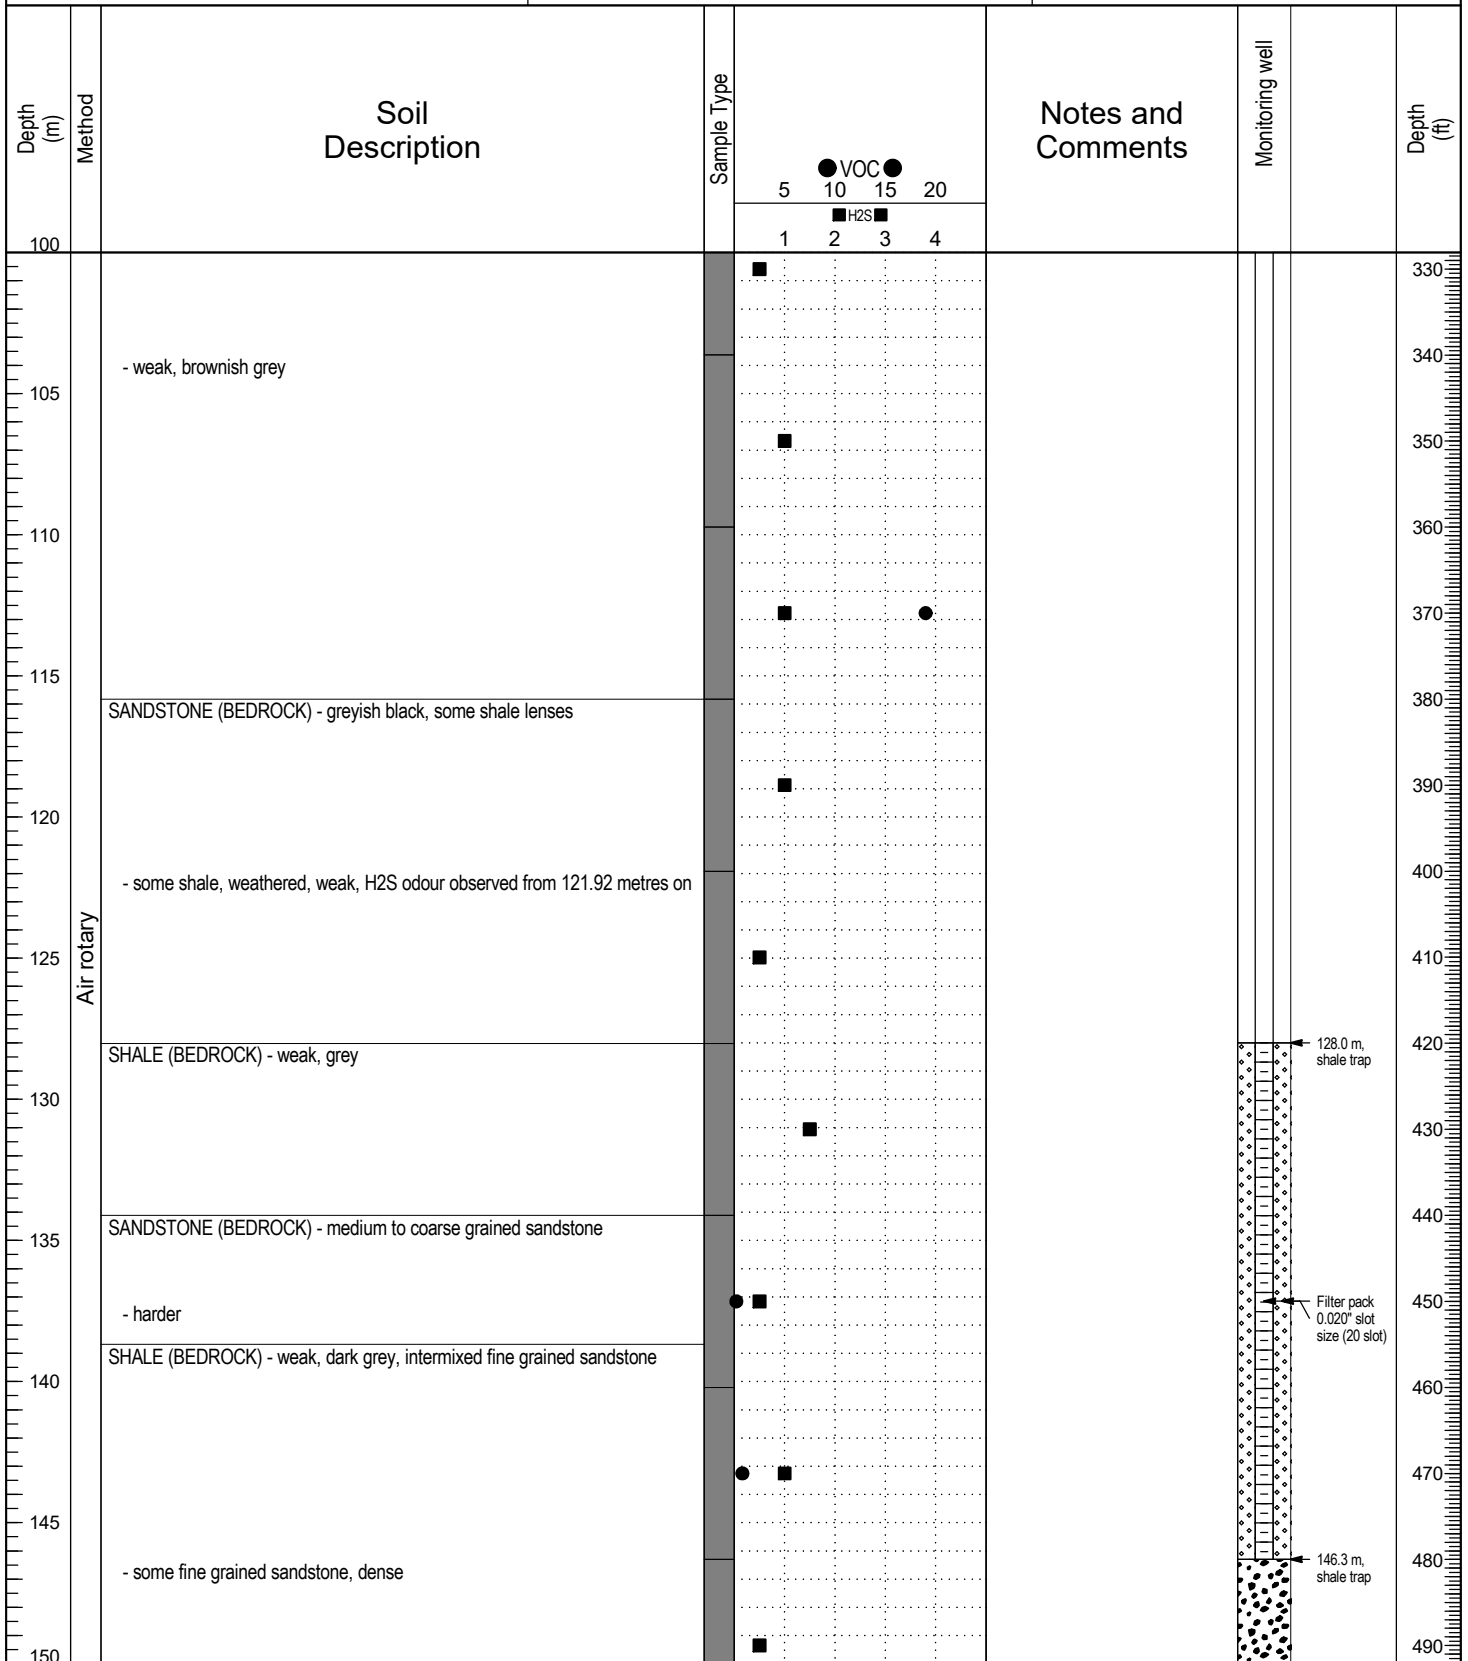 Depth
(m)
Method
Soil
Description
Sample Type
VOC
5 10 15 20
H2S
1 2 3 4
Notes and
Comments
Monitoring well
Depth
(ft)
100
330
340
- weak, brownish grey
105
350
110
360
370
115
380
SANDSTONE (BEDROCK) - greyish black, some shale lenses
390
120
400
- some shale, weathered, weak, H2S odour observed from 121.92 metres on
Air rotary
125
410
420
128.0 m,
shale trap
SHALE (BEDROCK) - weak, grey
130
430
440
SANDSTONE (BEDROCK) - medium to coarse grained sandstone
135
450
Filter pack
0.020" slot
size (20 slot)
- harder
SHALE (BEDROCK) - weak, dark grey, intermixed fine grained sandstone
140
460
470
145
480
146.3 m,
shale trap
- some fine grained sandstone, dense
490
150